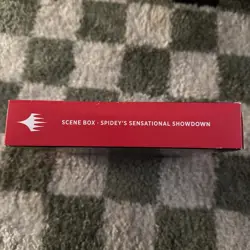 SCENE BOX · SPIDEY'S SENSATIONAL SHOWDOWN